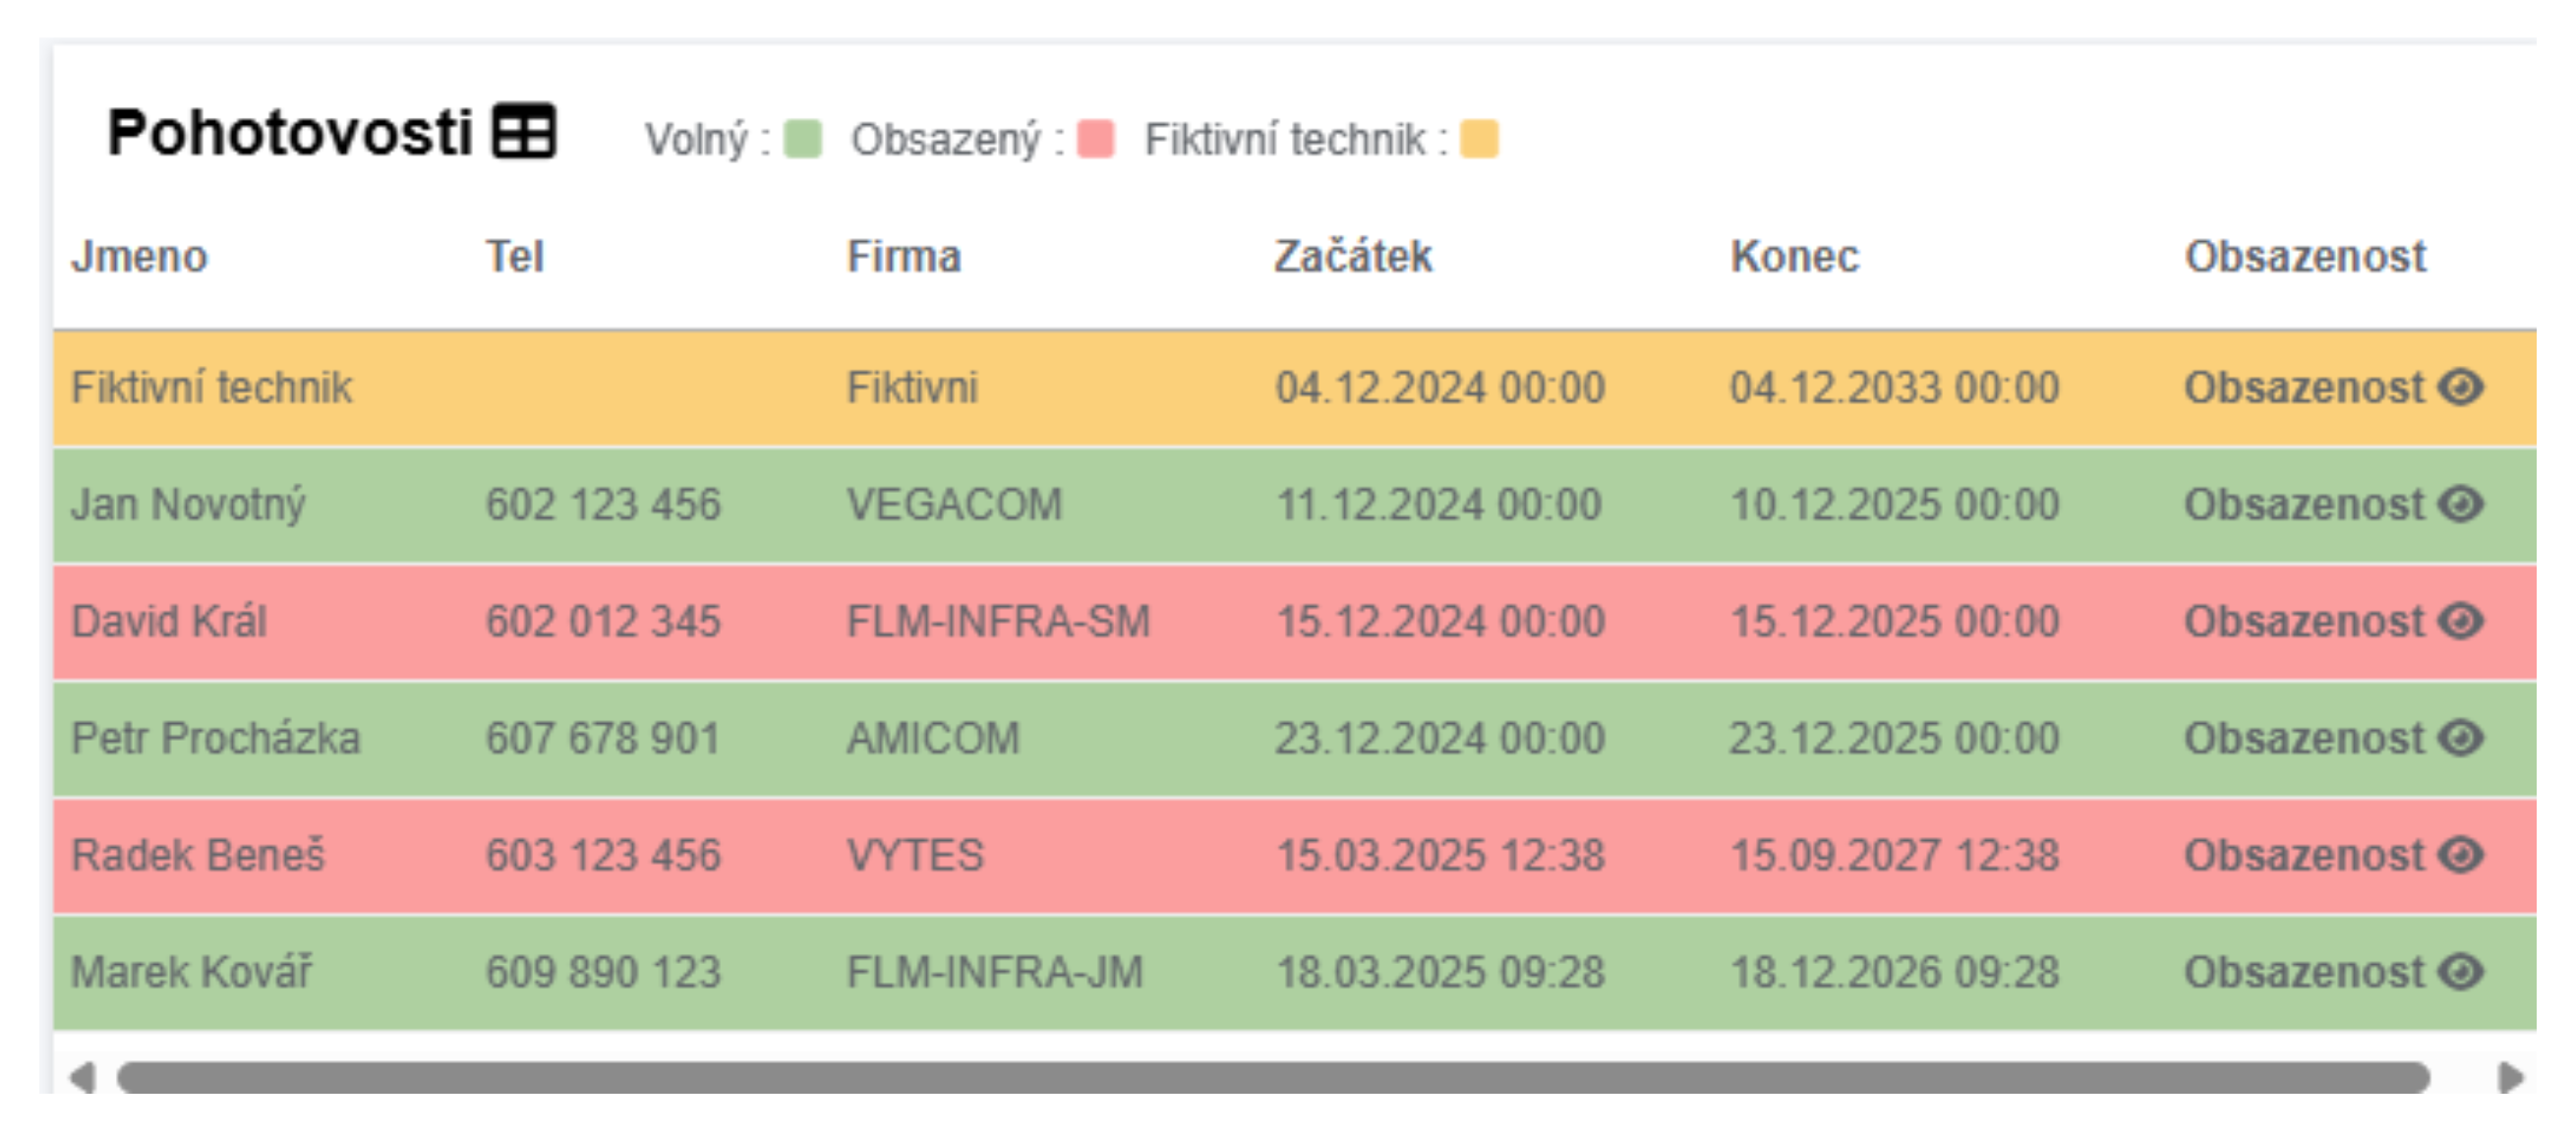 Pohotovosti Volný : Obsazený : Fiktivní technik :
Jmeno Tel Firma Začátek Konec Obsazenost
Fiktivní technik Fiktivni 04.12.2024 00:00 04.12.2033 00:00 Obsazenost
Jan Novotný 602 123 456 VEGACOM 11.12.2024 00:00 10.12.2025 00:00 Obsazenost
David Král 602 012 345 FLM-INFRA-SM 15.12.2024 00:00 15.12.2025 00:00 Obsazenost
Petr Procházka 607 678 901 AMICOM 23.12.2024 00:00 23.12.2025 00:00 Obsazenost
Radek Beneš 603 123 456 VYTES 15.03.2025 12:38 15.09.2027 12:38 Obsazenost
Marek Kovář 609 890 123 FLM-INFRA-JM 18.03.2025 09:28 18.12.2026 09:28 Obsazenost